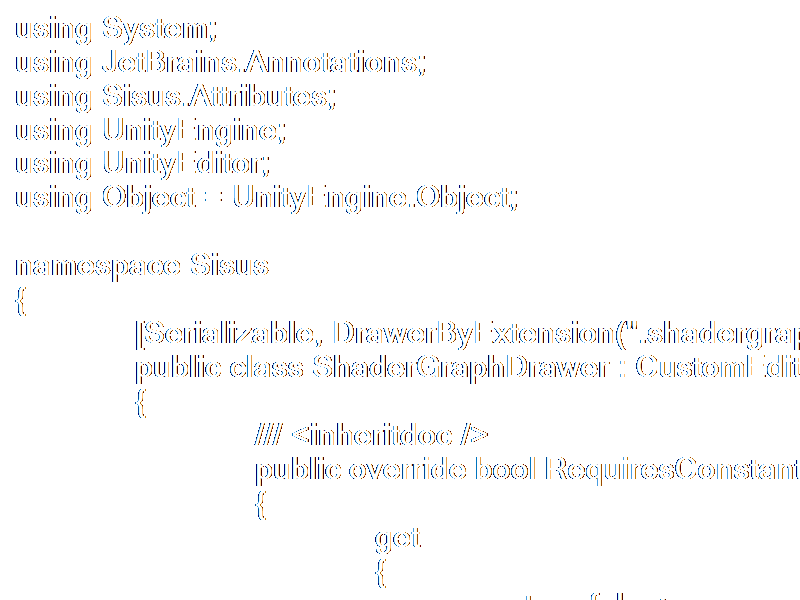 using System;
using JetBrains.Annotations;
using Sisus.Attributes;
using UnityEngine;
using UnityEditor;
using Object = UnityEngine.Object;
namespace Sisus
{
[Serializable, DrawerByExtension(".shadergrap
public class ShaderGraphDrawer : CustomEdit
{
//// <inheritdoc />
public override bool RequiresConstant
{
get
{